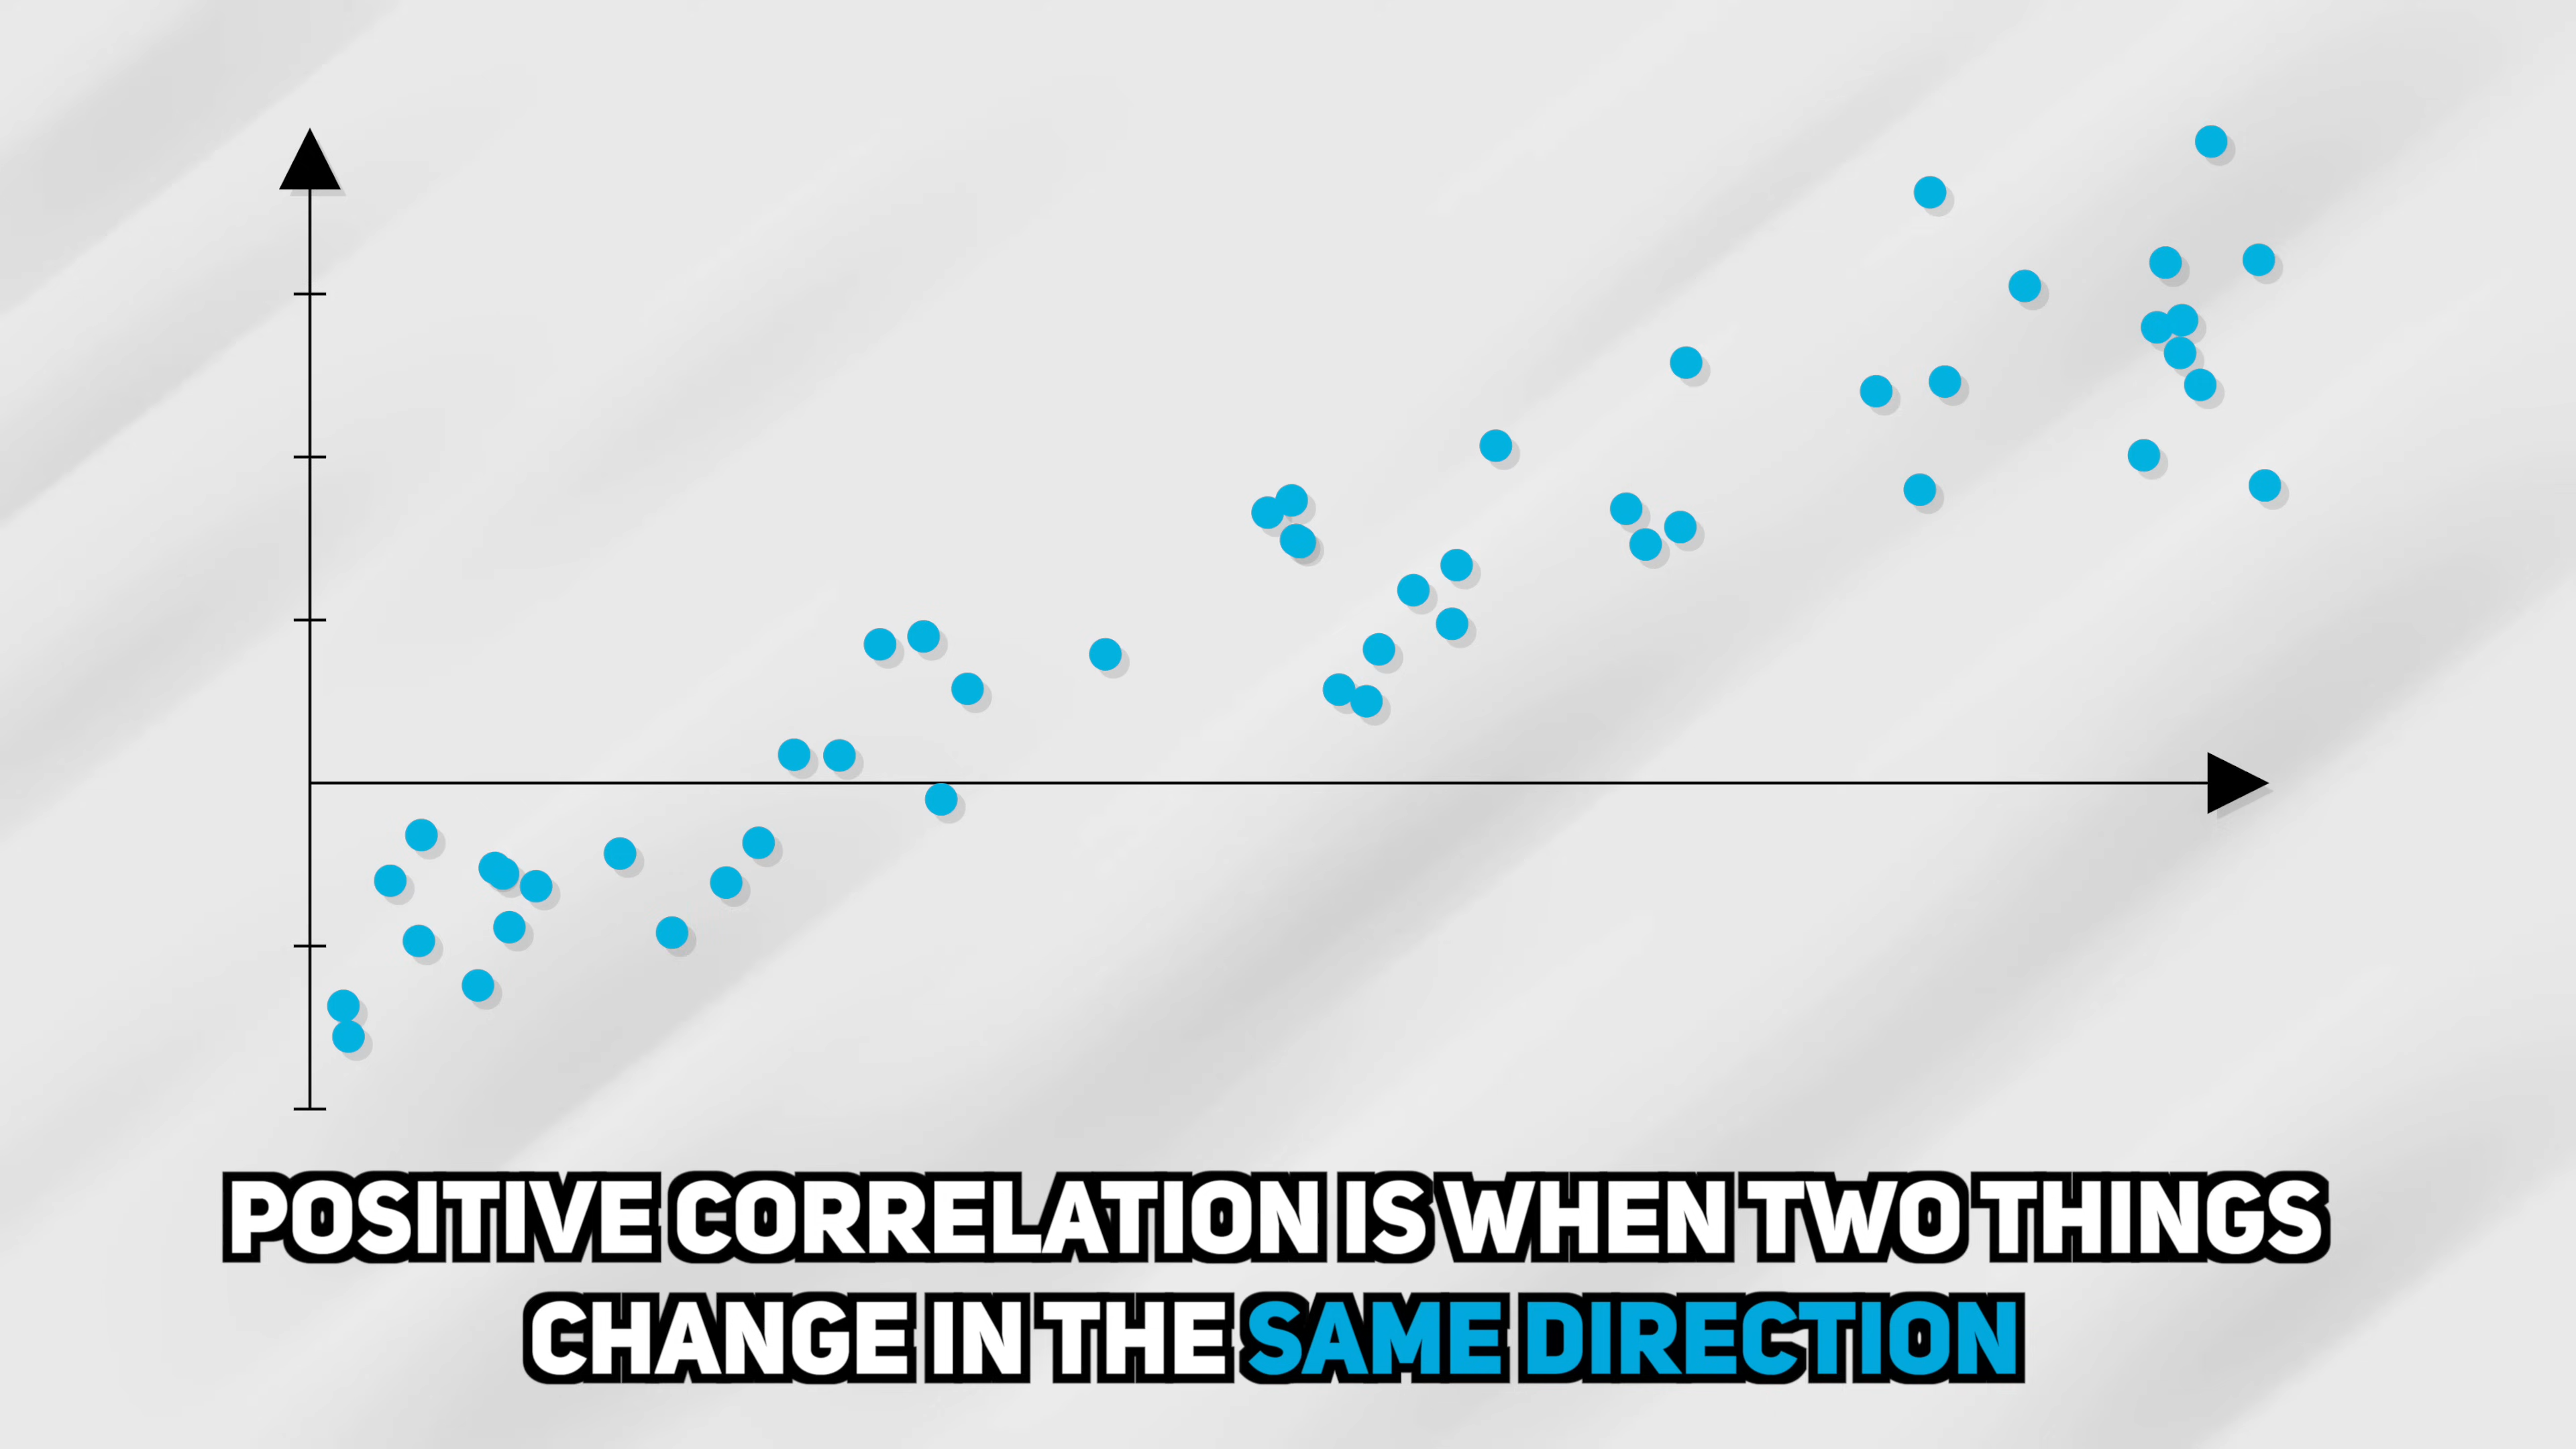 POSITIVE CORRELATION IS WHEN TWO THINGS
CHANGE IN THE SAME DIRECTION